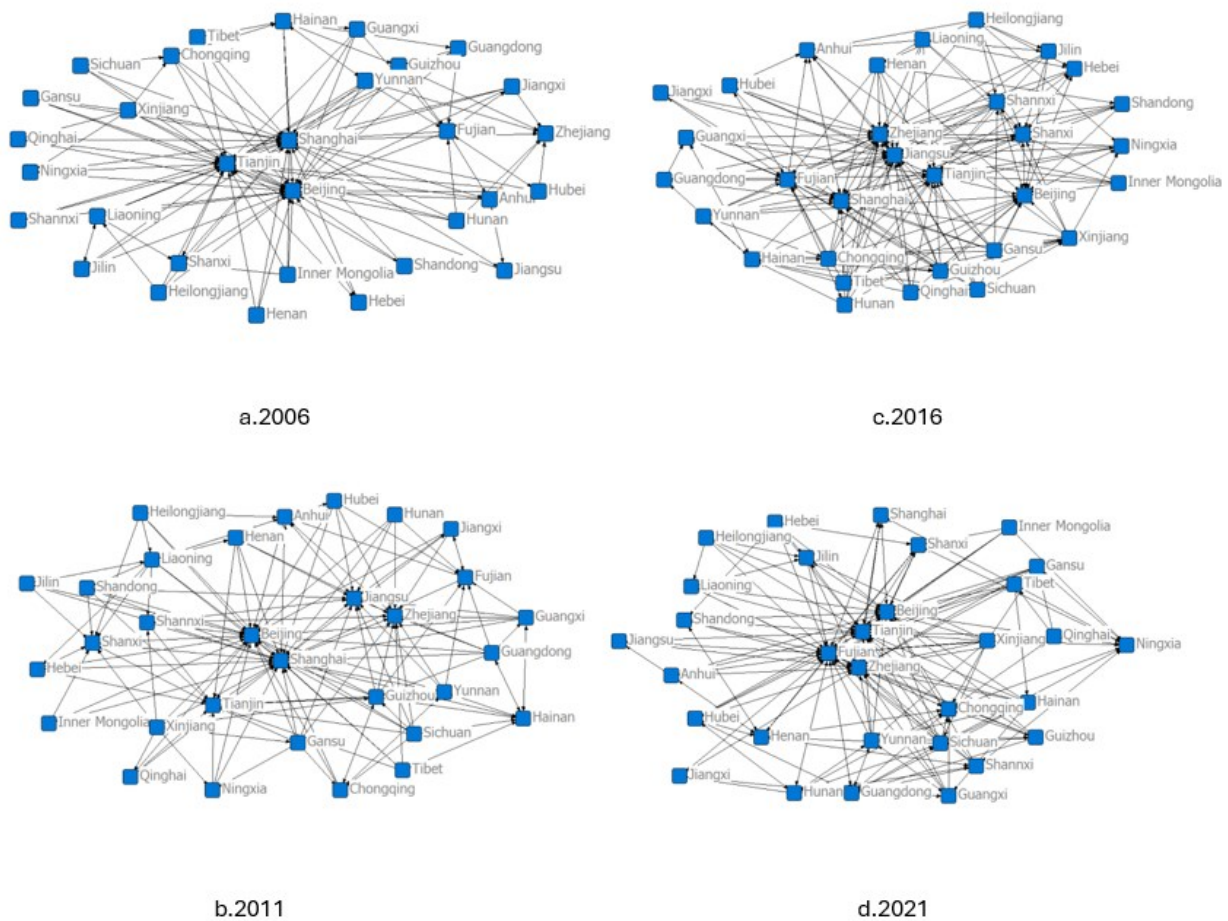 Hainan
Guangxi
Tibet
Guangdong
Chongqing
Sichuan
Guizhou
Yunnan
Jiangxi
Gansu
Xinjiang
Fujian
Zhejiang
Qinghai
Shanghai
Tianjin
Ningxia
Beijing
Hubei
Anhui
Shannxi
Liaoning
Hunan
Jilin
Shanxi
Inner Mongolia
Shandong
Jiangsu
Heilongjiang
Hebei
Henan
a.2006
Heilongjiang
Liaoning
Anhui
Jilin
Henan
Hebei
Hubei
Jiangxi
Shannxi
Shandong
Zhejiang
Shanxi
Guangxi
Ningxia
Jiangsu
Tianjin
Guangdong
Fujian
Inner Mongolia
Beijing
Shanghai
Yunnan
Xinjiang
Gansu
Hainan
Chongqing
Guizhou
Tibet
Qinghai
Sichuan
Hunan
c.2016
Hubei
Heilongjiang
Anhui
Hunan
Jiangxi
Henan
Liaoning
Fujian
Jilin
Shandong
Jiangsu
Zhejiang
Guangxi
Shannxi
Beijing
Shanxi
Guangdong
Shanghai
Hebei
Guizhou
Yunnan
Tianjin
Hainan
Inner Mongolia
Xinjiang
Sichuan
Gansu
Tibet
Qinghai
Ningxia
Chongqing
b.2011
Shanghai
Hebei
Inner Mongolia
Heilongjiang
Shanxi
Jilin
Gansu
Tibet
Liaoning
Beijing
Shandong
Tianjin
Jiangsu
Xinjiang
Qinghai
Ningxia
Fujian
Zhejiang
Anhui
Hainan
Chongqing
Hubei
Henan
Yunnan
Sichuan
Guizhou
Shannxi
Jiangxi
Hunan
Guangdong
Guangxi
d.2021